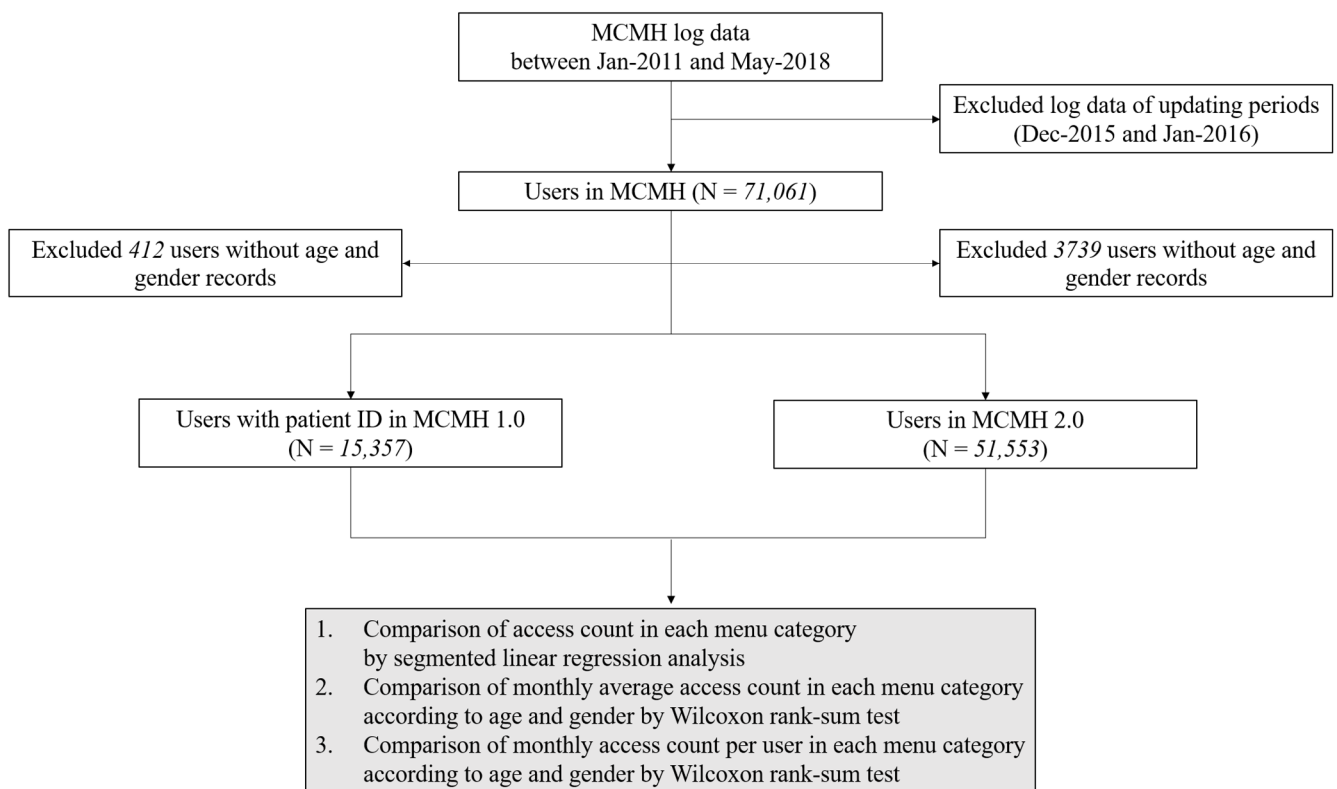 MCMH log data
between Jan-2011 and May-2018
Excluded log data of updating periods
(Dec-2015 and Jan-2016)
Users in MCMH (N = 71,061)
Excluded 412 users without age and
gender records
Excluded 3739 users without age and
gender records
Users with patient ID in MCMH 1.0
(N = 15,357)
Users in MCMH 2.0
(N = 51,553)
1. Comparison of access count in each menu category
by segmented linear regression analysis
2. Comparison of monthly average access count in each menu category
according to age and gender by Wilcoxon rank-sum test
3. Comparison of monthly access count per user in each menu category
according to age and gender by Wilcoxon rank-sum test